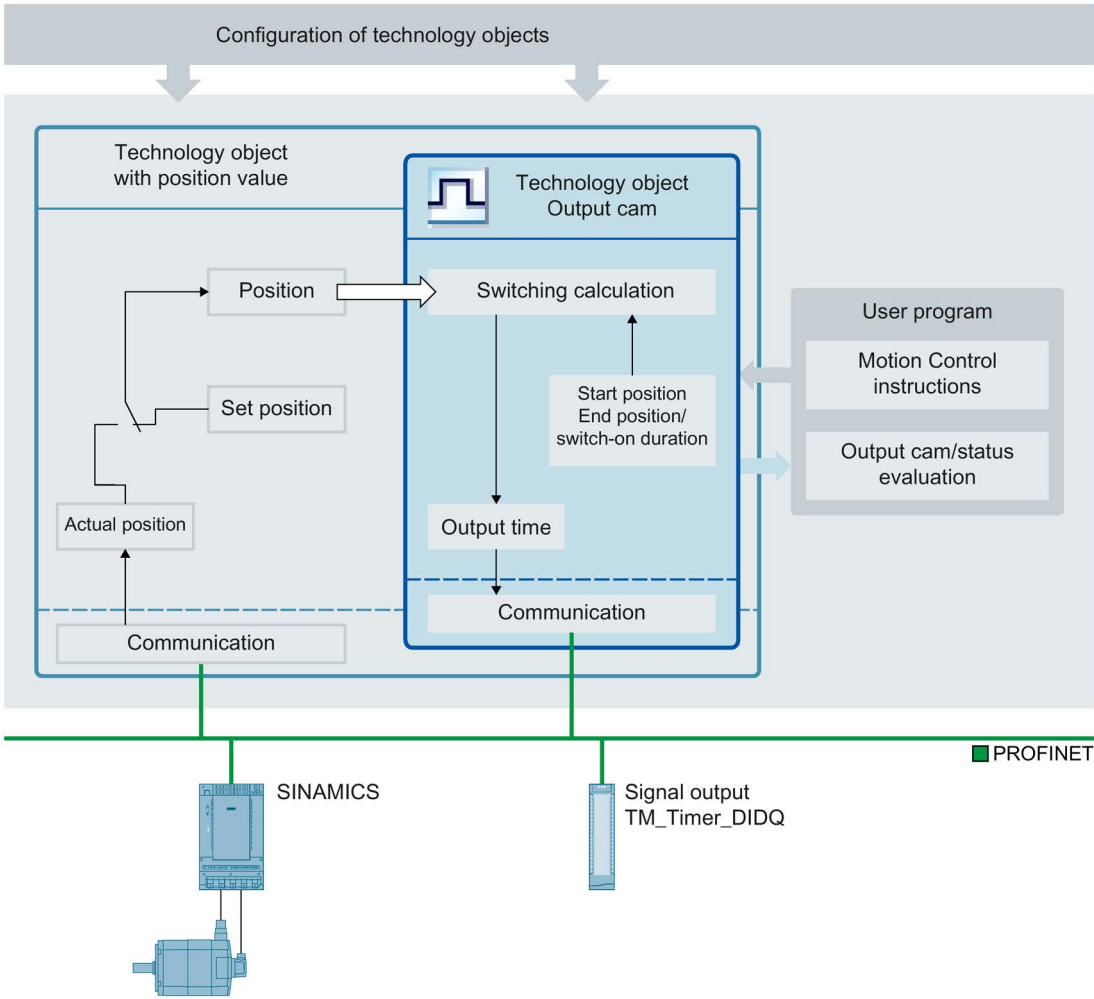 Configuration of technology objects
Technology object
with position value
Technology object
Output cam
Position
Switching calculation
User program
Motion Control
instructions
Set position
Start position
End position/
switch-on duration
Output cam/status
evaluation
Actual position
Output time
Communication
Communication
PROFINET
SINAMICS
Signal output
TM_Timer_DIDQ